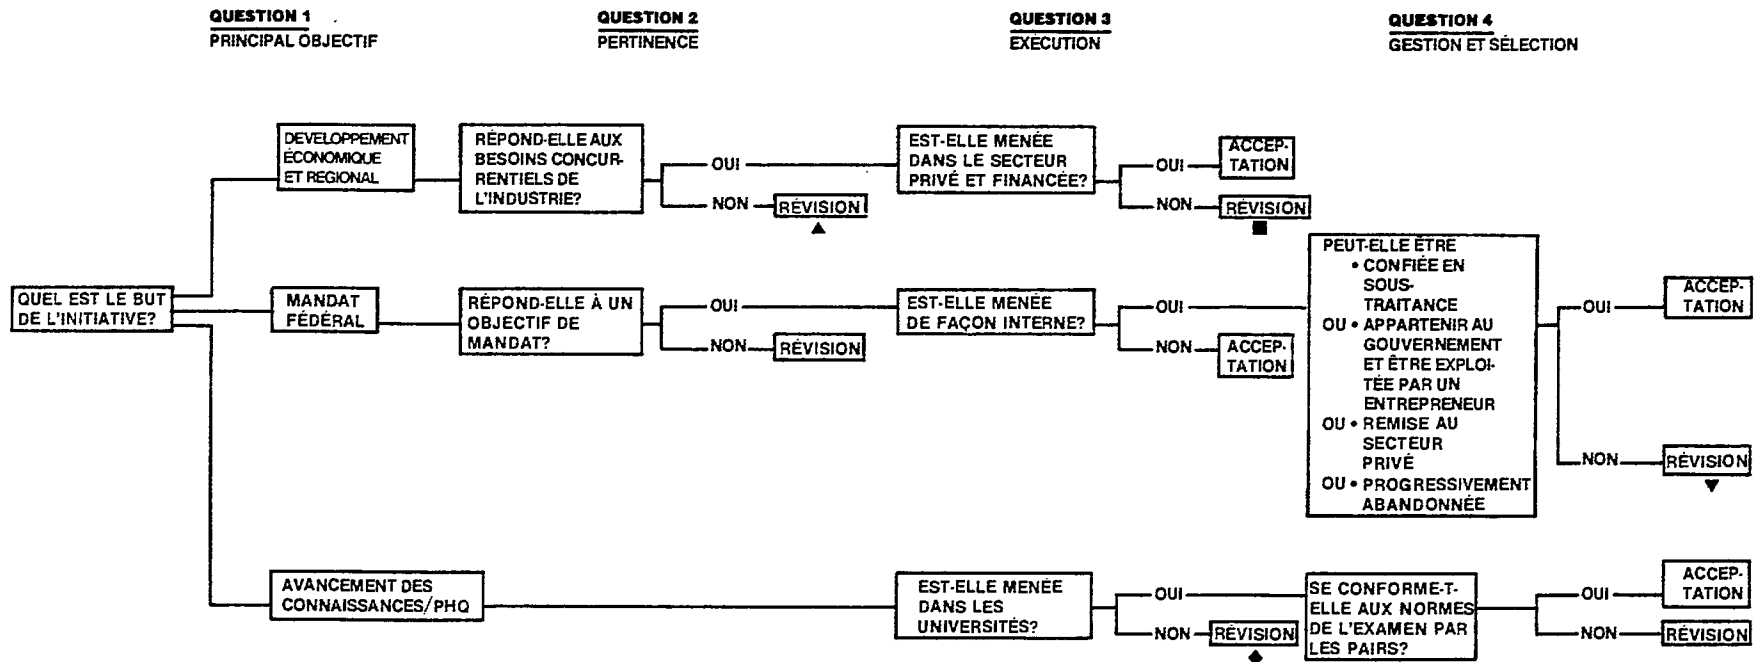 QUESTION 1
PRINCIPAL OBJECTIF
QUESTION 2
PERTINENCE
QUESTION 3
EXÉCUTION
QUESTION 4
GESTION ET SÉLECTION
QUEL EST LE BUT
DE L'INITIATIVE?
DEVELOPPEMENT
ÉCONOMIQUE
ET REGIONAL
RÉPOND-ELLE AUX
BESOINS CONCUR-
RENTIELS DE
L'INDUSTRIE?
OUI
NON
RÉVISION
EST-ELLE MENÉE
DANS LE SECTEUR
PRIVÉ ET FINANCÉE?
OUI
ACCEP-
TATION
NON
RÉVISION
MANDAT
FÉDÉRAL
RÉPOND-ELLE À UN
OBJECTIF DE
MANDAT?
OUI
NON
RÉVISION
EST-ELLE MENÉE
DE FAÇON INTERNE?
OUI
NON
ACCEP-
TATION
PEUT-ELLE ÊTRE
• CONFIÉE EN
SOUS-
TRAITANCE
OU • APPARTENIR AU
GOUVERNEMENT
ET ÊTRE EXPLOI-
TÉE PAR UN
ENTREPRENEUR
OU • REMISE AU
SECTEUR
PRIVÉ
OU • PROGRESSIVEMENT
ABANDONNÉE
OUI
ACCEP-
TATION
NON
RÉVISION
AVANCEMENT DES
CONNAISSANCES/PHQ
EST-ELLE MENÉE
DANS LES
UNIVERSITÉS?
OUI
NON
RÉVISION
SE CONFORME-T-
ELLE AUX NORMES
DE L'EXAMEN PAR
LES PAIRS?
OUI
ACCEP-
TATION
NON
RÉVISION